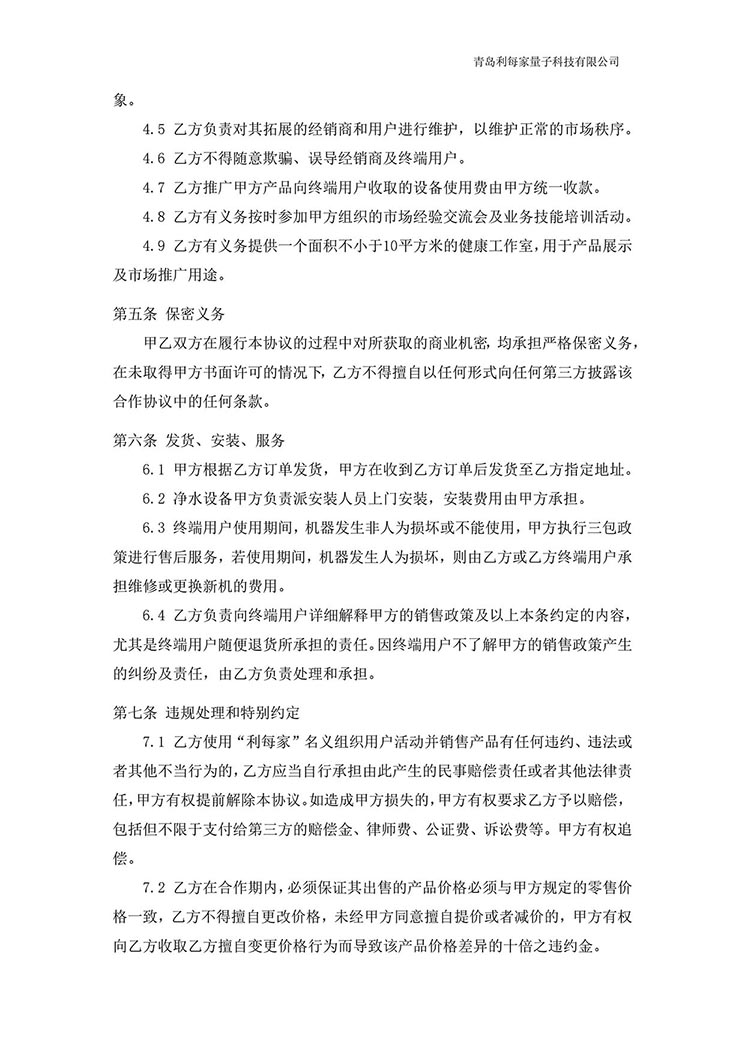 青岛利每家量子科技有限公司
象。
4.5 乙方负责对其拓展的经销商和用户进行维护，以维护正常的市场秩序。
4.6 乙方不得随意欺骗、误导经销商及终端用户。
4.7 乙方推广甲方产品向终端用户收取的设备使用费由甲方统一收款。
4.8 乙方有义务按时参加甲方组织的市场经验交流会及业务技能培训活动。
4.9 乙方有义务提供一个面积不小于10平方米的健康工作室，用于产品展示
及市场推广用途。
第五条 保密义务
甲乙双方在履行本协议的过程中对所获取的商业机密，均承担严格保密义务，
在未取得甲方书面许可的情况下，乙方不得擅自以任何形式向任何第三方披露该
合作协议中的任何条款。
第六条 发货、安装、服务
6.1 甲方根据乙方订单发货，甲方在收到乙方订单后发货至乙方指定地址。
6.2 净水设备甲方负责派安装人员上门安装，安装费用由甲方承担。
6.3 终端用户使用期间，机器发生非人为损坏或不能使用，甲方执行三包政
策进行售后服务，若使用期间，机器发生人为损坏，则由乙方或乙方终端用户承
担维修或更换新机的费用。
6.4 乙方负责向终端用户详细解释甲方的销售政策及以上本条约定的内容，
尤其是终端用户随便退货所承担的责任。因终端用户不了解甲方的销售政策产生
的纠纷及责任，由乙方负责处理和承担。
第七条 违规处理和特别约定
7.1 乙方使用“利每家”名义组织用户活动并销售产品有任何违约、违法或
者其他不当行为的，乙方应当自行承担由此产生的民事赔偿责任或者其他法律责
任，甲方有权提前解除本协议。如造成甲方损失的，甲方有权要求乙方予以赔偿，
包括但不限于支付给第三方的赔偿金、律师费、公证费、诉讼费等。甲方有权追
偿。
7.2 乙方在合作期内，必须保证其出售的产品价格必须与甲方规定的零售价
格一致，乙方不得擅自更改价格，未经甲方同意擅自提价或者减价的，甲方有权
向乙方收取乙方擅自变更价格行为而导致该产品价格差异的十倍之违约金。